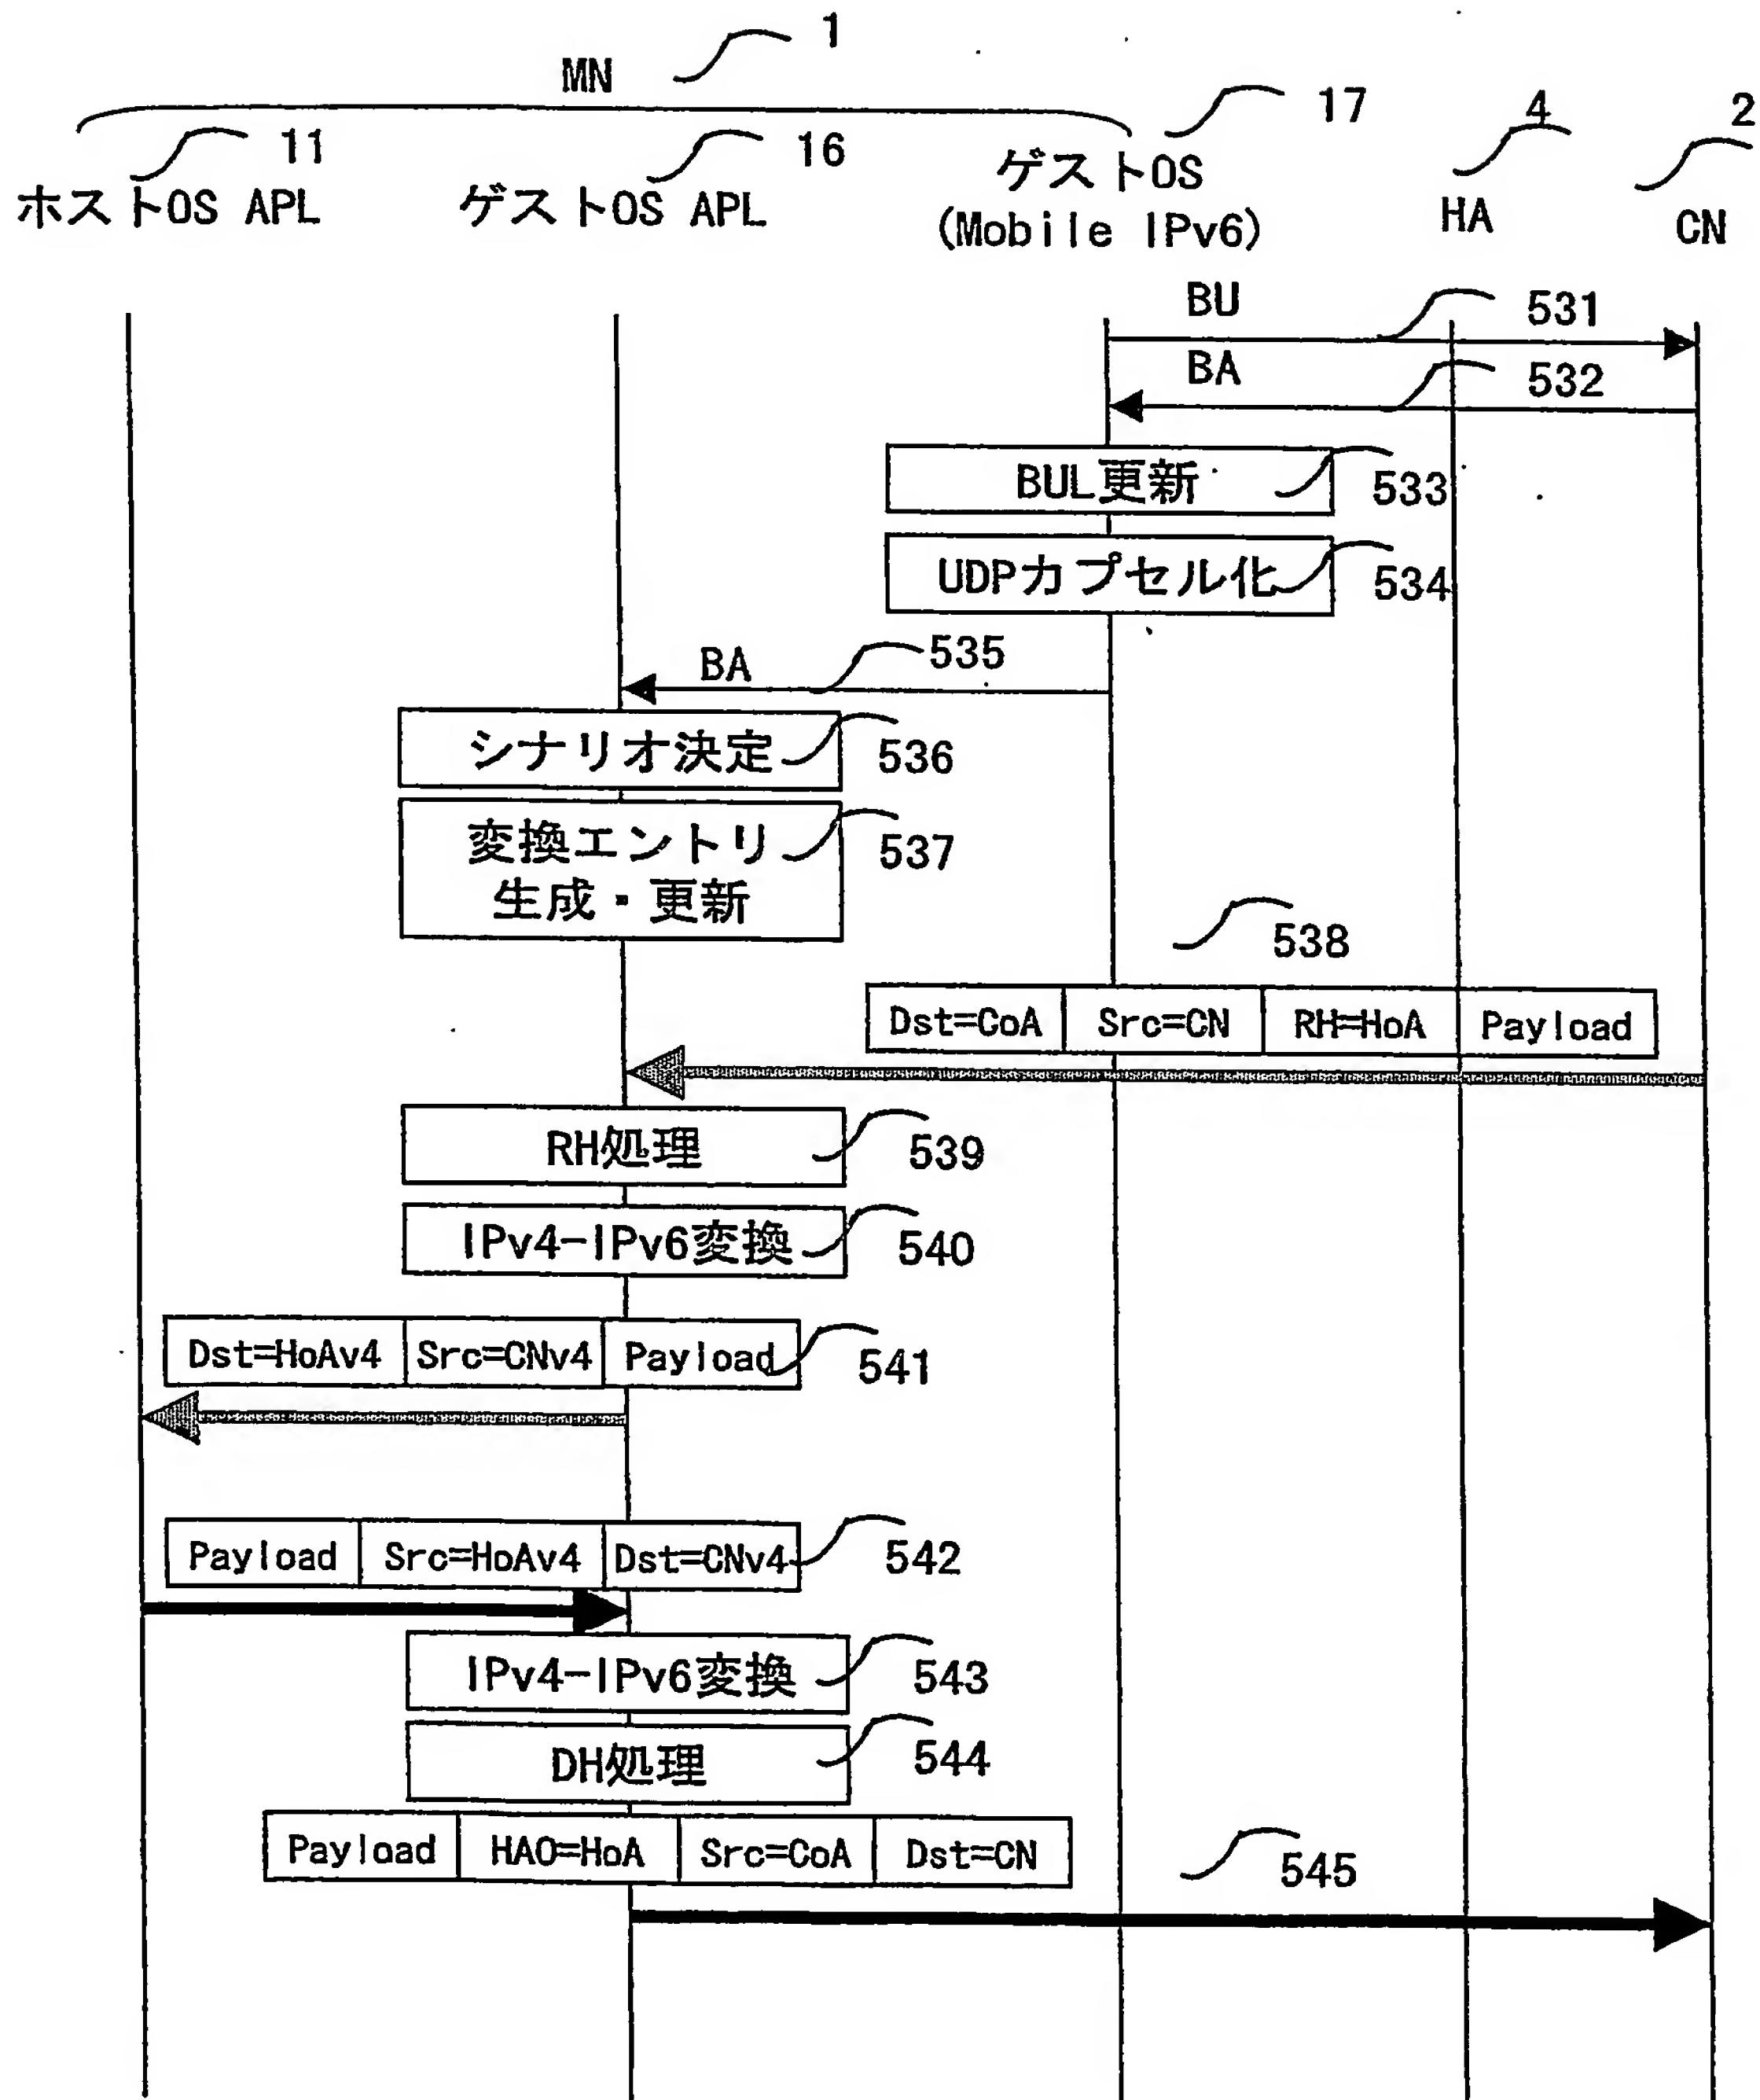 1
MN
17
4
2
11
16
ゲストOS
ホストOS APL
ゲストOS APL
(Mobile IPv6)
HA
CN
BU
531
BA
532
BUL更新
533
UDPカプセル化
534
BA
535
シナリオ決定
536
変換エントリ
生成・更新
537
538
Dst=CoA Src=CN RH=HoA Payload
RH処理
539
IPv4-IPv6変換
540
Dst=HoAv4 Src=CNv4 Payload
541
Payload Src=HoAv4 Dst=CNv4
542
IPv4-IPv6変換
543
DH処理
544
Payload HAO=HoA Src=CoA Dst=CN
545